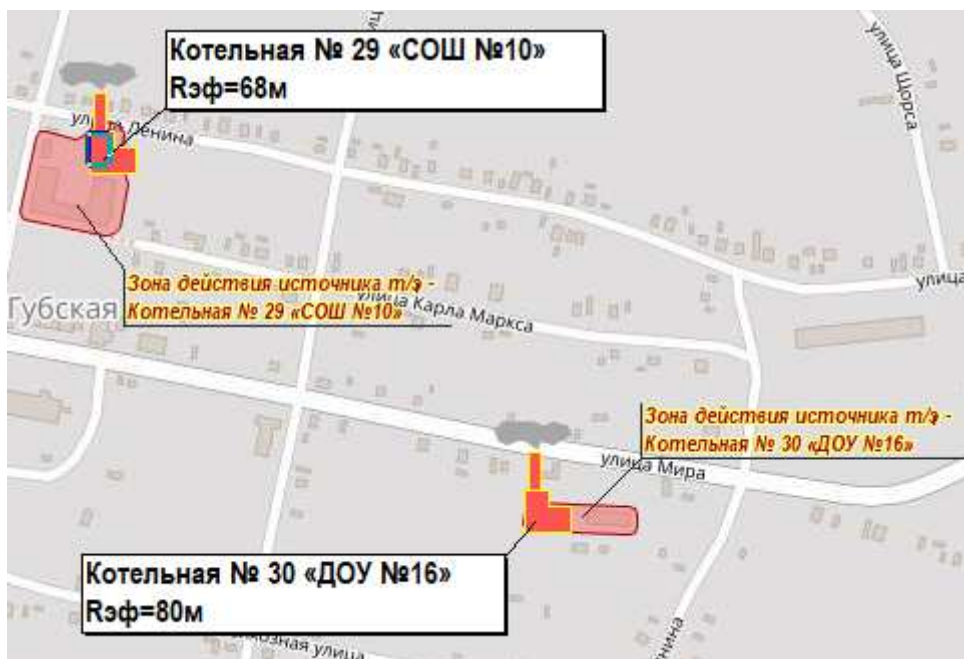 Котельная № 29 «СОШ №10»
Rэф=68м
улица Щорса
улица Ленина
Зона действия источника т/э -
Котельная № 29 «СОШ №10»
улица
Губская
улица Карла Маркса
Зона действия источника т/э -
Котельная № 30 «ДОУ №16»
улица Мира
Котельная № 30 «ДОУ №16»
Rэф=80м
улица